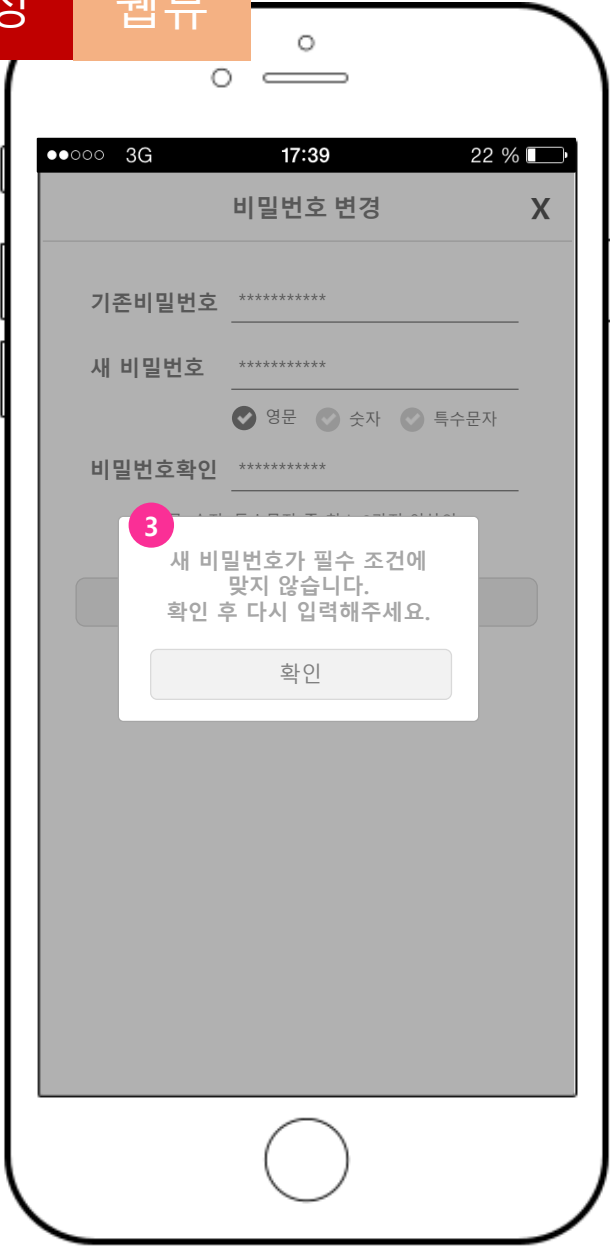 웹뷰
3G 17:39 22 %
비밀번호 변경 X
기존비밀번호 ***********
새 비밀번호 ***********
영문 숫자 특수문자
비밀번호확인 ***********
3
새 비밀번호가 필수 조건에
맞지 않습니다.
확인 후 다시 입력해주세요.
확인